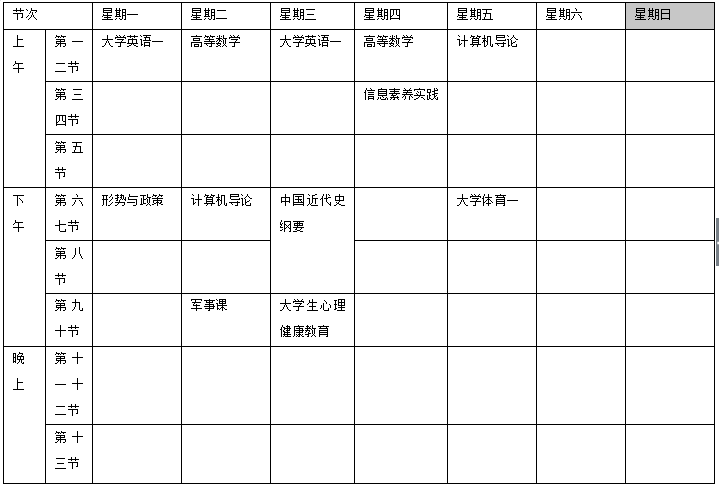 节次 星期一 星期二 星期三 星期四 星期五 星期六 星期日
上 第一 大学英语一 高等数学 大学英语一 高等数学 计算机导论
午 二节
第三 信息素养实践
四节
第五
节
下 第六 形势与政策 计算机导论 中国近代史 大学体育一
午 七节 纲要
第八
节
第九 军事课 大学生心理
十节 健康教育
晚 第十
上 一十
二节
第十
三节